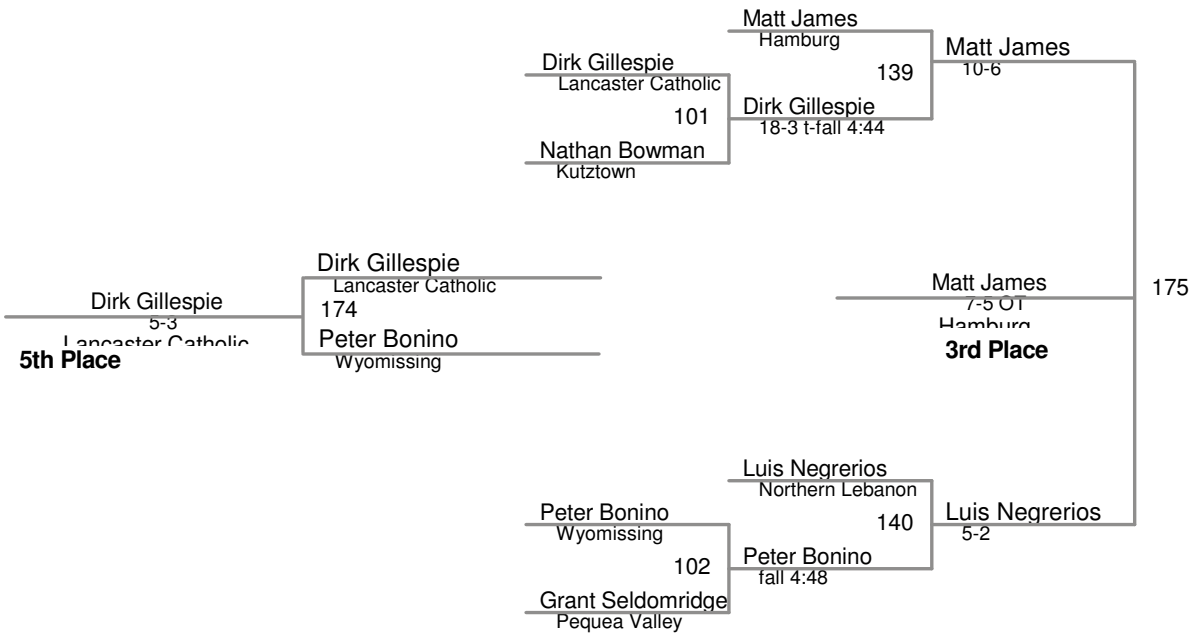 Matt James
Hamburg
Matt James
10-6
139
Dirk Gillespie
Lancaster Catholic
101
Dirk Gillespie
18-3 t-fall 4:44
Nathan Bowman
Kutztown
Dirk Gillespie
Lancaster Catholic
174
Dirk Gillespie
5-3
Lancaster Catholic
5th Place
Peter Bonino
Wyomissing
Matt James
7-5 OT
Hamburg
3rd Place
175
Luis Negrerios
Northern Lebanon
140
Luis Negrerios
5-2
Peter Bonino
Wyomissing
102
Peter Bonino
fall 4:48
Grant Seldomridge
Pequea Valley